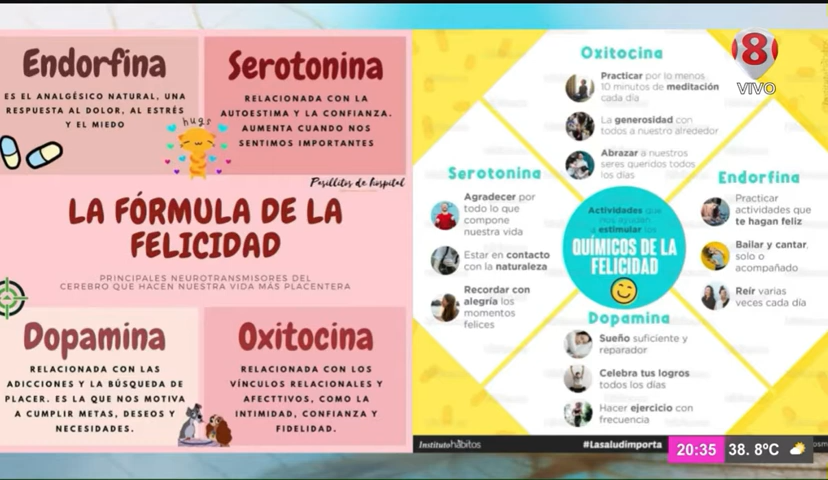 Endorfina
ES EL ANALGÉSICO NATURAL, UNA
RESPUESTA AL DOLOR, AL ESTRÉS
Y EL MIEDO
Serotonina
RELACIONADA CON LA
AUTOESTIMA Y LA CONFIANZA.
AUMENTA CUANDO NOS
SENTIMOS IMPORTANTES
hugs
Pasillitos de hospital
LA FÓRMULA DE LA
FELICIDAD
PRINCIPALES NEUROTRANSMISORES DEL
CEREBRO QUE HACEN NUESTRA VIDA MÁS PLACENTERA
Dopamina
RELACIONADA CON LAS
ADICCIONES Y LA BÚSQUEDA DE
PLACER. ES LA QUE NOS MOTIVA
A CUMPLIR METAS, DESEOS Y
NECESIDADES.
Oxitocina
RELACIONADA CON LOS
VÍNCULOS RELACIONALES Y
AFECTTIVOS, COMO LA
INTIMIDAD, CONFIANZA Y
FIDELIDAD.
Oxitocina
Practicar por lo menos
10 minutos de meditación
cada día
La generosidad con
todos a nuestro alrededor
Abrazar a nuestros
seres queridos todos
los días
Serotonina
Agradecer por
todo lo que
compone
nuestra vida
Estar en contacto
con la naturaleza
Recordar con
alegría los
momentos
felices
Actividades que
nos ayudan a
estimular los
QUÍMICOS DE LA
FELICIDAD
Endorfina
Practicar
actividades que
te hagan feliz
Bailar y cantar,
solo o
acompañado
Reír varias
veces cada día
Dopamina
Sueño suficiente y
reparador
Celebra tus logros
todos los días
Hacer ejercicio con
frecuencia
Instituto hábitos
#Lasaludimporta
8
VIVO
20:35 38.8°C